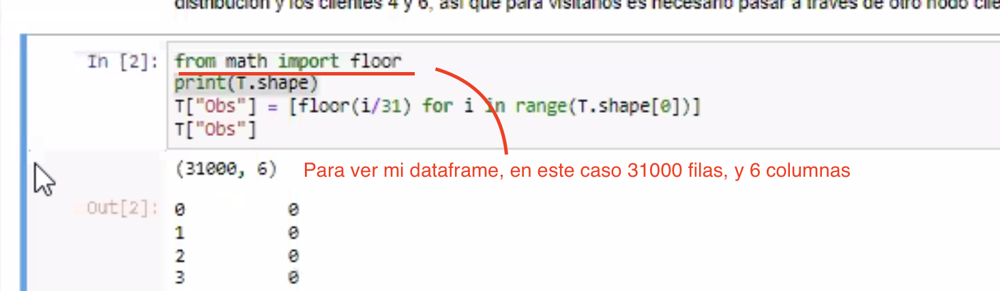 distribución y los clientes 4 y 6, así que para visitarlos es necesario pasar a través de otro nodo
In [2]: from math import floor
print(T.shape)
T["Obs"] = [floor(i/31) for i in range(T.shape[0])]
T["Obs"]
(31000, 6) Para ver mi dataframe, en este caso 31000 filas, y 6 columnas
Out[2]: 0 0
1 0
2 0
3 0